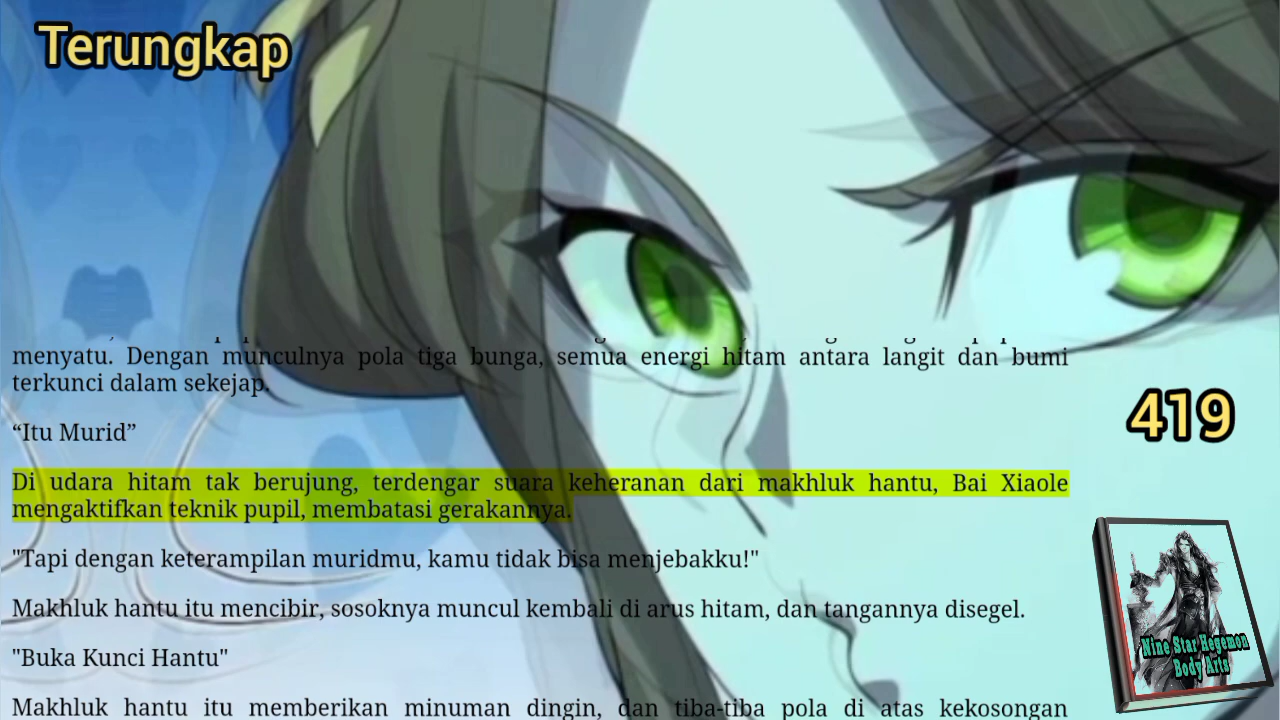 Terungkap
menyatu. Dengan munculnya pola tiga bunga, semua energi hitam antara langit dan bumi
terkunci dalam sekejap.
“Itu Murid”
Di udara hitam tak berujung, terdengar suara keheranan dari makhluk hantu, Bai Xiaole
mengaktifkan teknik pupil, membatasi gerakannya.
"Tapi dengan keterampilan muridmu, kamu tidak bisa menjebakku!"
Makhluk hantu itu mencibir, sosoknya muncul kembali di arus hitam, dan tangannya disegel.
"Buka Kunci Hantu"
Makhluk hantu itu memberikan minuman dingin, dan tiba-tiba pola di atas kekosongan
419
Nine Star Hegemon
Body Arts